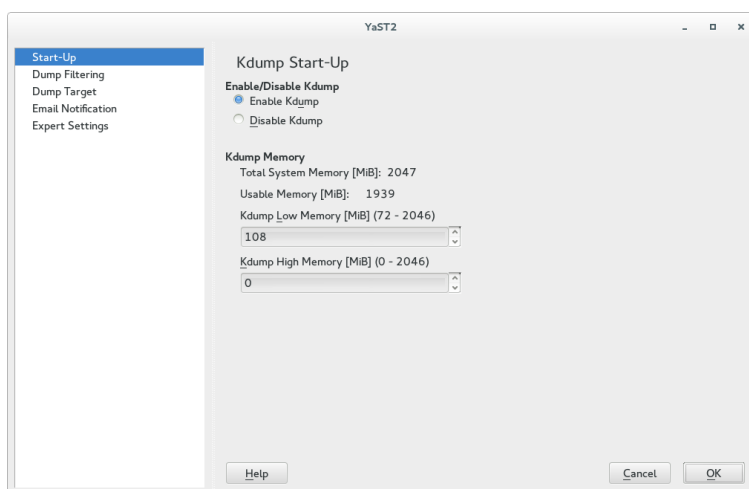 YaST2
Start-Up
Dump Filtering
Dump Target
Email Notification
Expert Settings
Kdump Start-Up
Enable/Disable Kdump
Enable Kdump
Disable Kdump
Kdump Memory
Total System Memory [MiB]: 2047
Usable Memory [MiB]: 1939
Kdump Low Memory [MiB] (72 - 2046)
108
Kdump High Memory [MiB] (0 - 2046)
0
Help
Cancel
OK